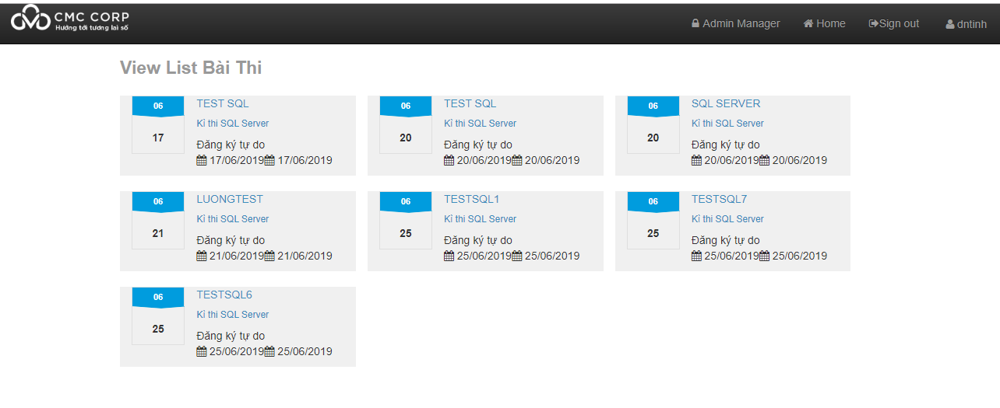 CMC CORP
Hướng tới tương lai số
Admin Manager
Home
Sign out
dntinh
View List Bài Thi
06
17
TEST SQL
Kì thi SQL Server
Đăng ký tự do
17/06/2019 17/06/2019
06
20
TEST SQL
Kì thi SQL Server
Đăng ký tự do
20/06/2019 20/06/2019
06
20
SQL SERVER
Kì thi SQL Server
Đăng ký tự do
20/06/2019 20/06/2019
06
21
LUONGTEST
Kì thi SQL Server
Đăng ký tự do
21/06/2019 21/06/2019
06
25
TESTSQL1
Kì thi SQL Server
Đăng ký tự do
25/06/2019 25/06/2019
06
25
TESTSQL7
Kì thi SQL Server
Đăng ký tự do
25/06/2019 25/06/2019
06
25
TESTSQL6
Kì thi SQL Server
Đăng ký tự do
25/06/2019 25/06/2019